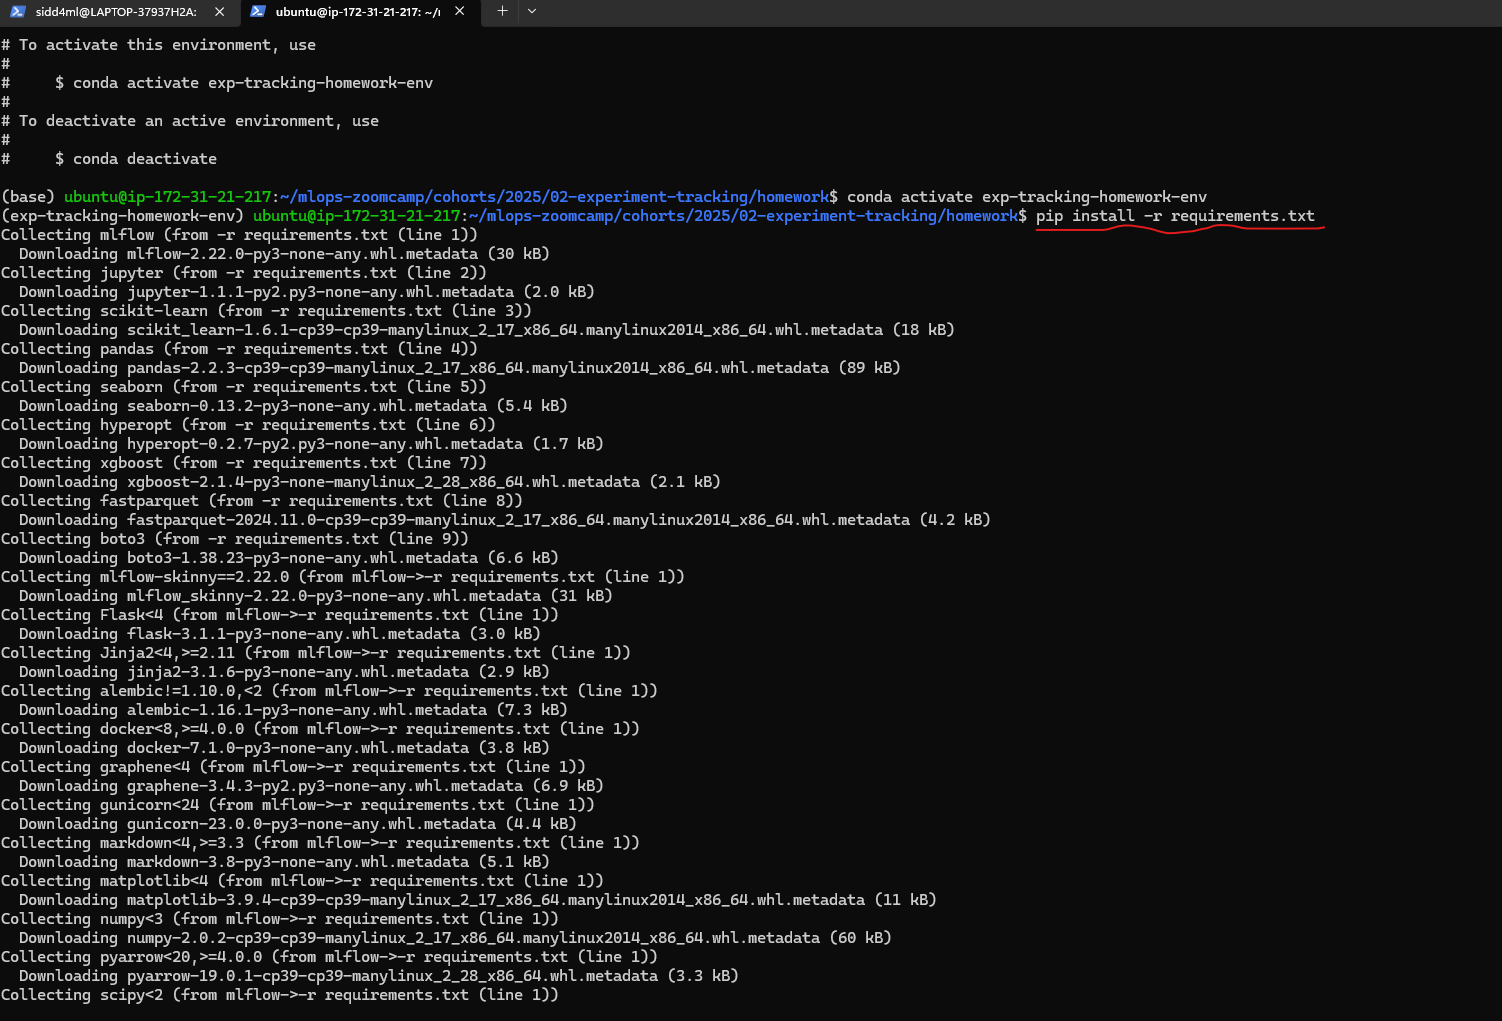 sidd4ml@LAPTOP-37937H2A:
ubuntu@ip-172-31-21-217: ~/
# To activate this environment, use
#
#     $ conda activate exp-tracking-homework-env
#
# To deactivate an active environment, use
#
#     $ conda deactivate
(base) ubuntu@ip-172-31-21-217:~/mlops-zoomcamp/cohorts/2025/02-experiment-tracking/homework$ conda activate exp-tracking-homework-env
(exp-tracking-homework-env) ubuntu@ip-172-31-21-217:~/mlops-zoomcamp/cohorts/2025/02-experiment-tracking/homework$ pip install -r requirements.txt
Collecting mlflow (from -r requirements.txt (line 1))
  Downloading mlflow-2.22.0-py3-none-any.whl.metadata (30 kB)
Collecting jupyter (from -r requirements.txt (line 2))
  Downloading jupyter-1.1.1-py2.py3-none-any.whl.metadata (2.0 kB)
Collecting scikit-learn (from -r requirements.txt (line 3))
  Downloading scikit_learn-1.6.1-cp39-cp39-manylinux_2_17_x86_64.manylinux2014_x86_64.whl.metadata (18 kB)
Collecting pandas (from -r requirements.txt (line 4))
  Downloading pandas-2.2.3-cp39-cp39-manylinux_2_17_x86_64.manylinux2014_x86_64.whl.metadata (89 kB)
Collecting seaborn (from -r requirements.txt (line 5))
  Downloading seaborn-0.13.2-py3-none-any.whl.metadata (5.4 kB)
Collecting hyperopt (from -r requirements.txt (line 6))
  Downloading hyperopt-0.2.7-py2.py3-none-any.whl.metadata (1.7 kB)
Collecting xgboost (from -r requirements.txt (line 7))
  Downloading xgboost-2.1.4-py3-none-manylinux_2_28_x86_64.whl.metadata (2.1 kB)
Collecting fastparquet (from -r requirements.txt (line 8))
  Downloading fastparquet-2024.11.0-cp39-cp39-manylinux_2_17_x86_64.manylinux2014_x86_64.whl.metadata (4.2 kB)
Collecting boto3 (from -r requirements.txt (line 9))
  Downloading boto3-1.38.23-py3-none-any.whl.metadata (6.6 kB)
Collecting mlflow-skinny==2.22.0 (from mlflow->-r requirements.txt (line 1))
  Downloading mlflow_skinny-2.22.0-py3-none-any.whl.metadata (31 kB)
Collecting Flask<4 (from mlflow->-r requirements.txt (line 1))
  Downloading flask-3.1.1-py3-none-any.whl.metadata (3.0 kB)
Collecting Jinja2<4,>=2.11 (from mlflow->-r requirements.txt (line 1))
  Downloading jinja2-3.1.6-py3-none-any.whl.metadata (2.9 kB)
Collecting alembic!=1.10.0,<2 (from mlflow->-r requirements.txt (line 1))
  Downloading alembic-1.16.1-py3-none-any.whl.metadata (7.3 kB)
Collecting docker<8,>=4.0.0 (from mlflow->-r requirements.txt (line 1))
  Downloading docker-7.1.0-py3-none-any.whl.metadata (3.8 kB)
Collecting graphene<4 (from mlflow->-r requirements.txt (line 1))
  Downloading graphene-3.4.3-py2.py3-none-any.whl.metadata (6.9 kB)
Collecting gunicorn<24 (from mlflow->-r requirements.txt (line 1))
  Downloading gunicorn-23.0.0-py3-none-any.whl.metadata (4.4 kB)
Collecting markdown<4,>=3.3 (from mlflow->-r requirements.txt (line 1))
  Downloading markdown-3.8-py3-none-any.whl.metadata (5.1 kB)
Collecting matplotlib<4 (from mlflow->-r requirements.txt (line 1))
  Downloading matplotlib-3.9.4-cp39-cp39-manylinux_2_17_x86_64.manylinux2014_x86_64.whl.metadata (11 kB)
Collecting numpy<3 (from mlflow->-r requirements.txt (line 1))
  Downloading numpy-2.0.2-cp39-cp39-manylinux_2_17_x86_64.manylinux2014_x86_64.whl.metadata (60 kB)
Collecting pyarrow<20,>=4.0.0 (from mlflow->-r requirements.txt (line 1))
  Downloading pyarrow-19.0.1-cp39-cp39-manylinux_2_28_x86_64.whl.metadata (3.3 kB)
Collecting scipy<2 (from mlflow->-r requirements.txt (line 1))